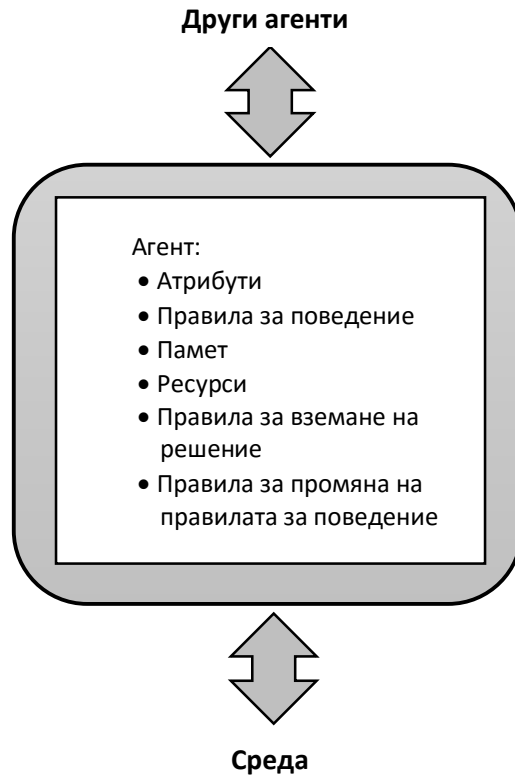 Други агенти
Агент:
• Атрибути
• Правила за поведение
• Памет
• Ресурси
• Правила за вземане на
решение
• Правила за промяна на
правилата за поведение
Среда